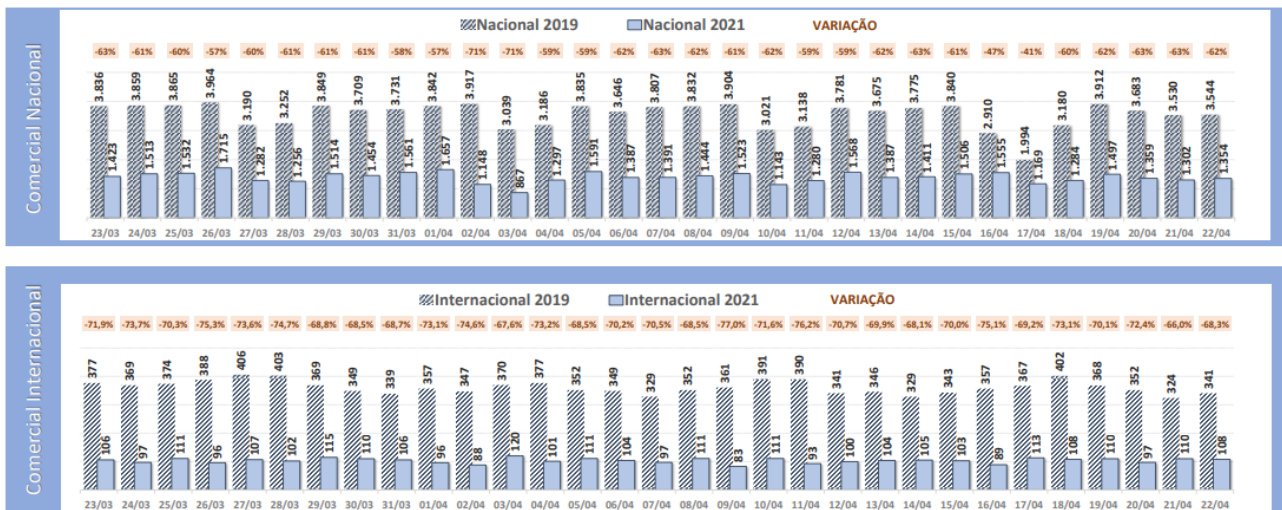 Comercial Nacional
Nacional 2019 Nacional 2021 VARIAÇÃO
-63% -61% -60% -57% -60% -61% -61% -61% -58% -57% -71% -71% -59% -59% -62% -63% -62% -61% -62% -59% -59% -62% -63% -61% -47% -41% -60% -62% -63% -63% -62%
3.836 3.859 3.865 3.964 3.190 3.252 3.849 3.709 3.731 3.842 3.917 3.039 3.186 3.835 3.646 3.807 3.832 3.904 3.021 3.138 3.781 3.675 3.775 3.840 2.910 1.994 3.180 3.912 3.683 3.530 3.544
1.423 1.513 1.532 1.715 1.282 1.256 1.514 1.454 1.561 1.657 1.148 867 1.297 1.591 1.387 1.391 1.444 1.523 1.143 1.280 1.568 1.387 1.411 1.506 1.555 1.169 1.284 1.497 1.359 1.302 1.354
23/03 24/03 25/03 26/03 27/03 28/03 29/03 30/03 31/03 01/04 02/04 03/04 04/04 05/04 06/04 07/04 08/04 09/04 10/04 11/04 12/04 13/04 14/04 15/04 16/04 17/04 18/04 19/04 20/04 21/04 22/04
Comercial Internacional
Internacional 2019 Internacional 2021 VARIAÇÃO
-71,9% -73,7% -70,3% -75,3% -73,6% -74,7% -68,8% -68,5% -68,7% -73,1% -74,6% -67,6% -73,2% -68,5% -70,2% -70,5% -68,5% -77,0% -71,6% -76,2% -70,7% -69,9% -68,1% -70,0% -75,1% -69,2% -73,1% -70,1% -72,4% -66,0% -68,3%
377 369 374 388 406 403 369 349 339 357 347 370 377 352 349 329 352 361 391 390 341 346 329 343 357 367 402 368 352 324 341
106 97 111 96 107 102 115 110 106 96 88 120 101 111 104 97 111 83 111 93 100 104 105 103 89 113 108 110 97 110 108
23/03 24/03 25/03 26/03 27/03 28/03 29/03 30/03 31/03 01/04 02/04 03/04 04/04 05/04 06/04 07/04 08/04 09/04 10/04 11/04 12/04 13/04 14/04 15/04 16/04 17/04 18/04 19/04 20/04 21/04 22/04